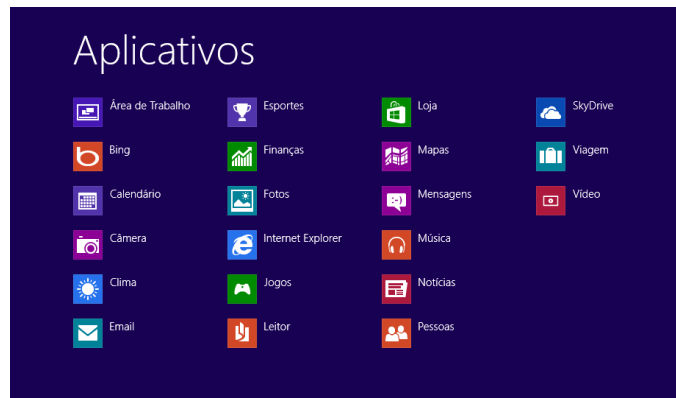 Aplicativos
Área de Trabalho
Bing
Calendário
Câmera
Clima
Email
Esportes
Finanças
Fotos
Internet Explorer
Jogos
Leitor
Loja
Mapas
Mensagens
Música
Notícias
Pessoas
SkyDrive
Viagem
Vídeo